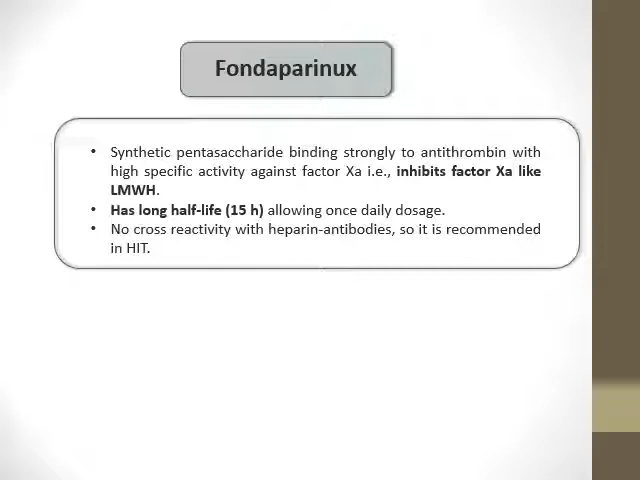 Fondaparinux
• Synthetic pentasaccharide binding strongly to antithrombin with
high specific activity against factor Xa i.e., inhibits factor Xa like
LMWH.
• Has long half-life (15 h) allowing once daily dosage.
• No cross reactivity with heparin-antibodies, so it is recommended
in HIT.